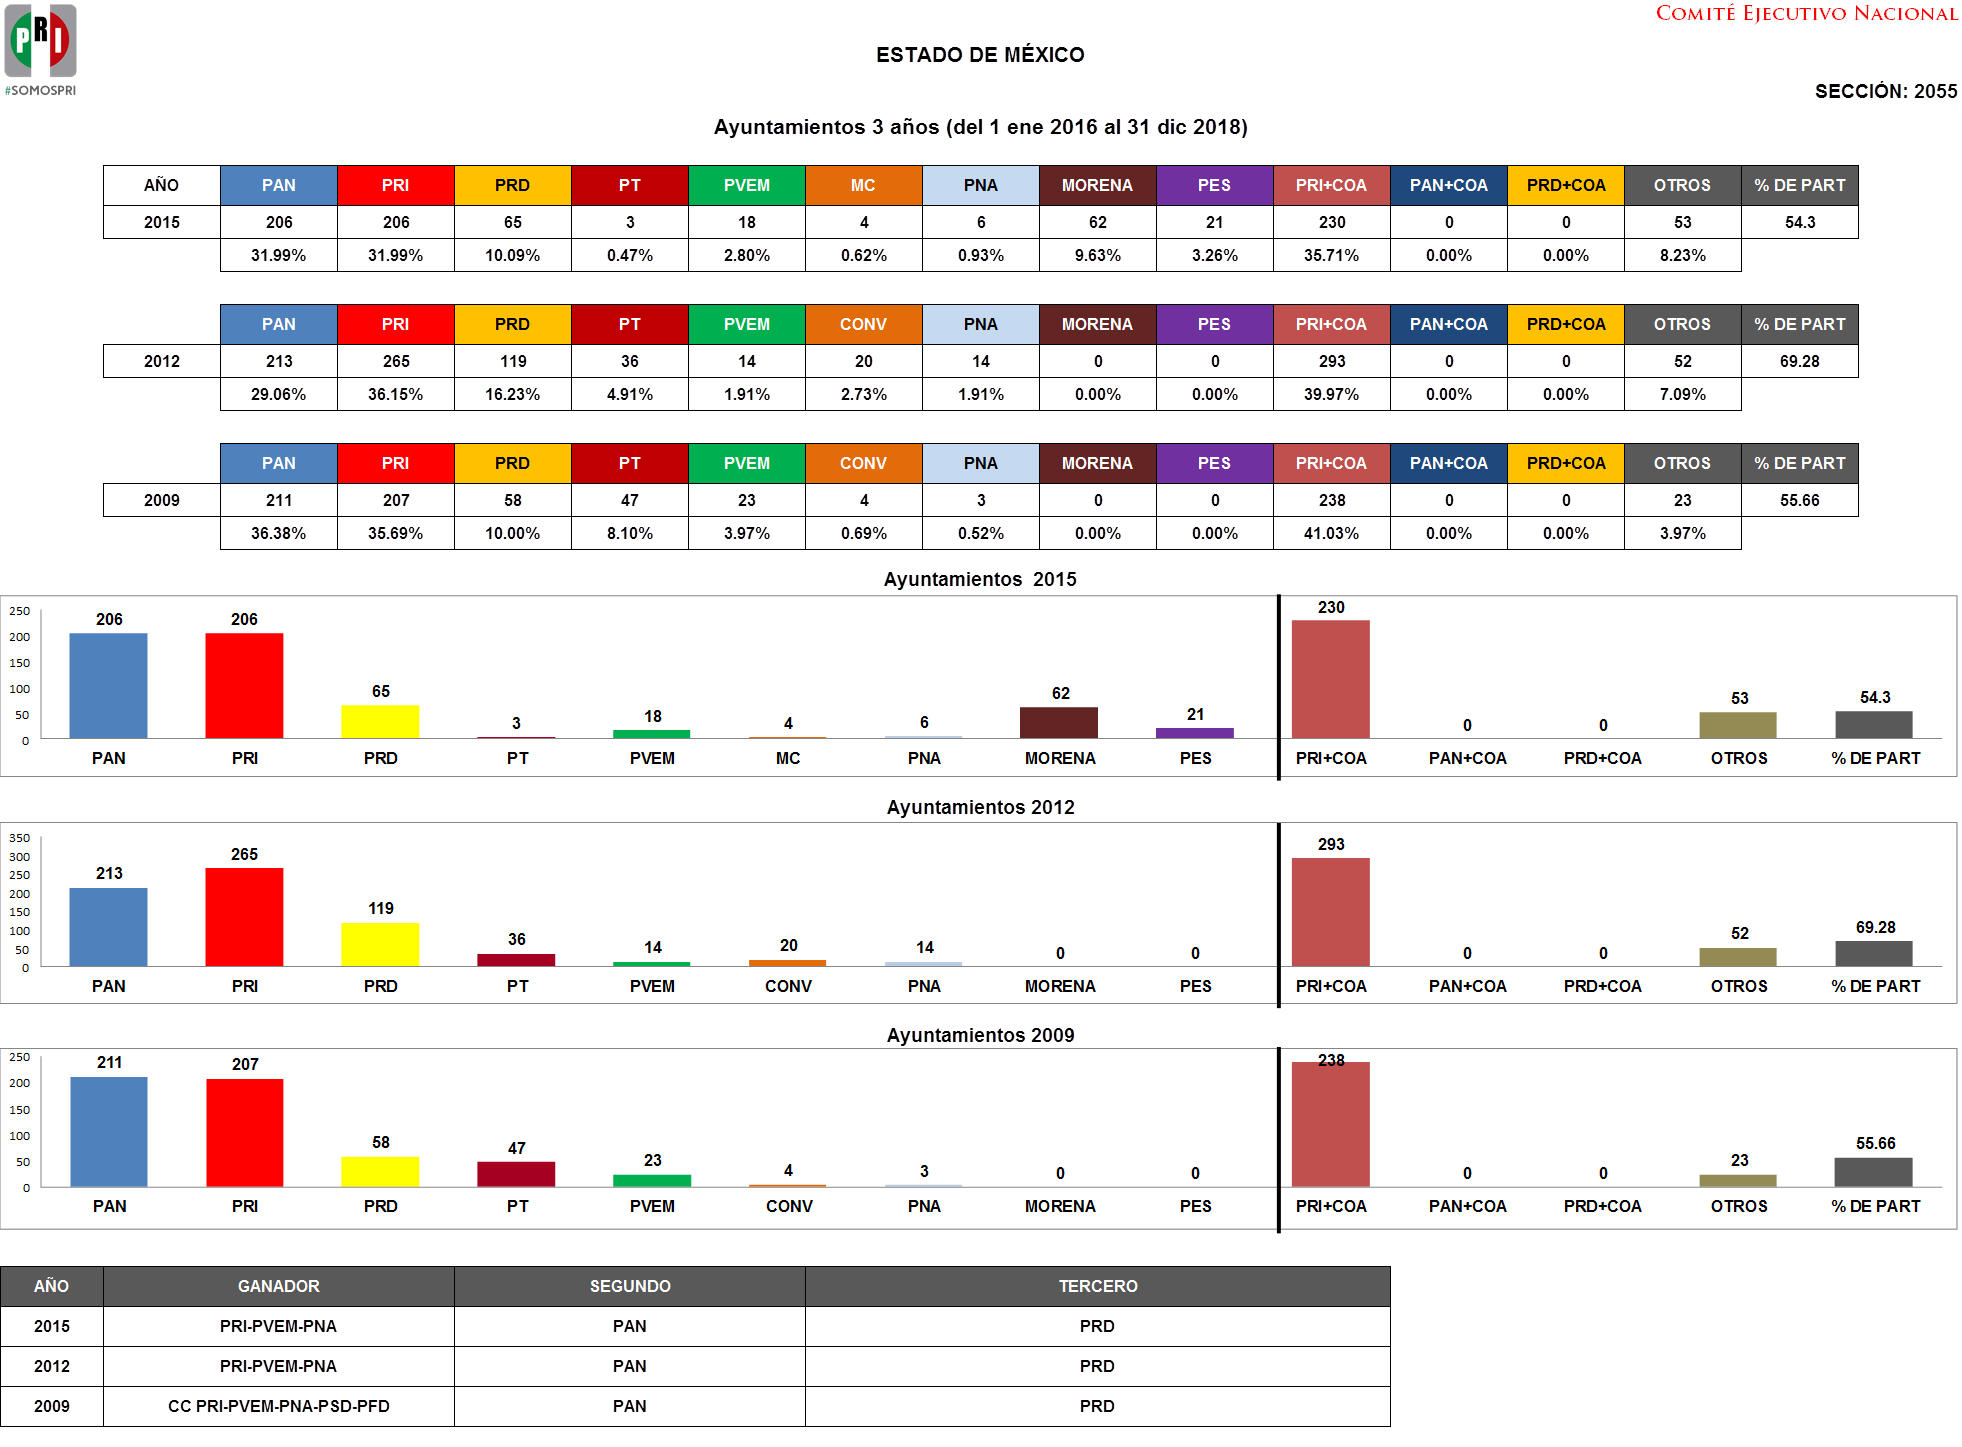 COMITÉ EJECUTIVO NACIONAL
PRI
#SOMOSPRI
ESTADO DE MÉXICO
SECCIÓN: 2055
Ayuntamientos 3 años (del 1 ene 2016 al 31 dic 2018)
AÑO PAN PRI PRD PT PVEM MC PNA MORENA PES PRI+COA PAN+COA PRD+COA OTROS % DE PART
2015 206 206 65 3 18 4 6 62 21 230 0 0 53 54.3
31.99% 31.99% 10.09% 0.47% 2.80% 0.62% 0.93% 9.63% 3.26% 35.71% 0.00% 0.00% 8.23%
PAN PRI PRD PT PVEM CONV PNA MORENA PES PRI+COA PAN+COA PRD+COA OTROS % DE PART
2012 213 265 119 36 14 20 14 0 0 293 0 0 52 69.28
29.06% 36.15% 16.23% 4.91% 1.91% 2.73% 1.91% 0.00% 0.00% 39.97% 0.00% 0.00% 7.09%
PAN PRI PRD PT PVEM CONV PNA MORENA PES PRI+COA PAN+COA PRD+COA OTROS % DE PART
2009 211 207 58 47 23 4 3 0 0 238 0 0 23 55.66
36.38% 35.69% 10.00% 8.10% 3.97% 0.69% 0.52% 0.00% 0.00% 41.03% 0.00% 0.00% 3.97%
Ayuntamientos 2015
250
200
150
100
50
0
206 206 65 3 18 4 6 62 21 230 0 0 53 54.3
PAN PRI PRD PT PVEM MC PNA MORENA PES PRI+COA PAN+COA PRD+COA OTROS % DE PART
Ayuntamientos 2012
350
300
250
200
150
100
50
0
213 265 119 36 14 20 14 0 0 293 0 0 52 69.28
PAN PRI PRD PT PVEM CONV PNA MORENA PES PRI+COA PAN+COA PRD+COA OTROS % DE PART
Ayuntamientos 2009
250
200
150
100
50
0
211 207 58 47 23 4 3 0 0 238 0 0 23 55.66
PAN PRI PRD PT PVEM CONV PNA MORENA PES PRI+COA PAN+COA PRD+COA OTROS % DE PART
AÑO GANADOR SEGUNDO TERCERO
2015 PRI-PVEM-PNA PAN PRD
2012 PRI-PVEM-PNA PAN PRD
2009 CC PRI-PVEM-PNA-PSD-PFD PAN PRD